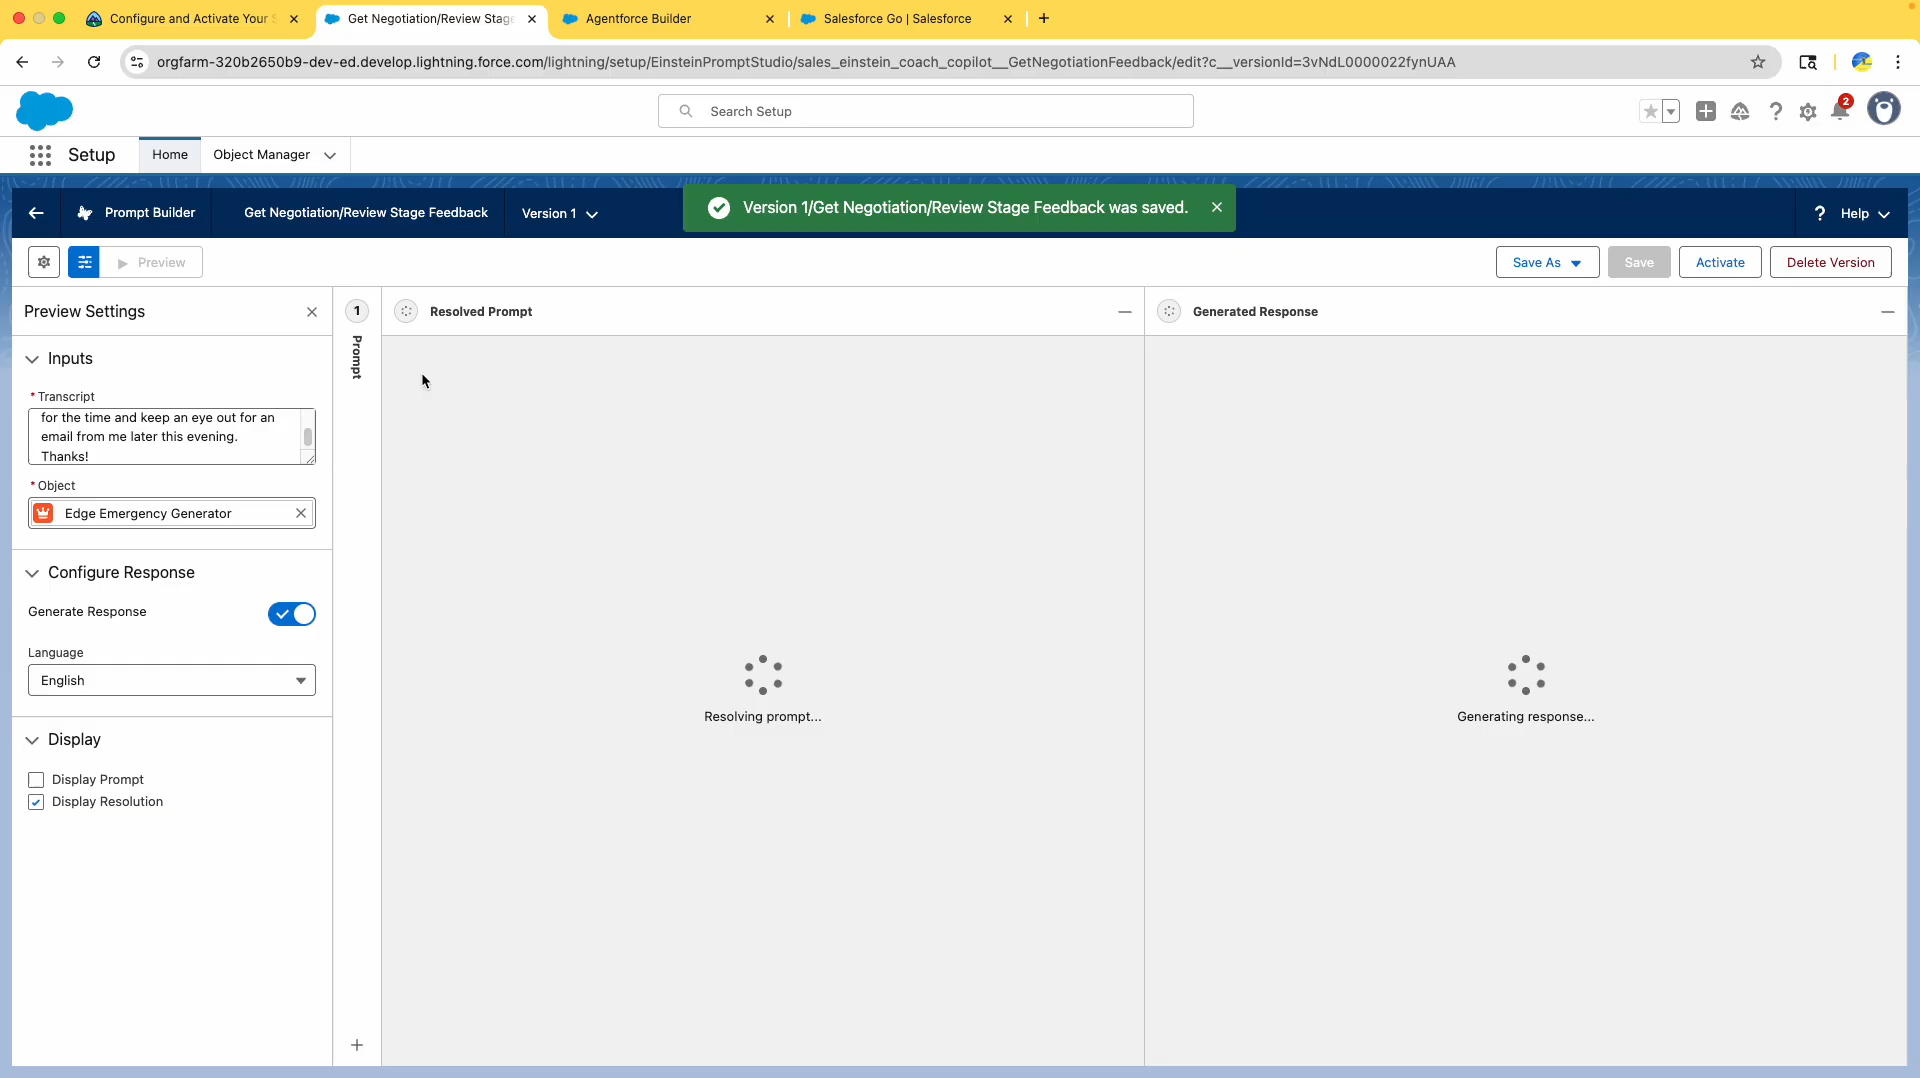 Configure and Activate Your S
Get Negotiation/Review Stage
Agentforce Builder
Salesforce Go | Salesforce
orgfarm-320b2650b9-dev-ed.develop.lightning.force.com/lightning/setup/EinsteinPromptStudio/sales_einstein_coach_copilot__GetNegotiationFeedback/edit?c__versionId=3vNdL0000022fynUAA
Search Setup
2
Setup
Home
Object Manager
Prompt Builder
Get Negotiation/Review Stage Feedback
Version 1
Version 1/Get Negotiation/Review Stage Feedback was saved.
? Help
Preview
Save As
Save
Activate
Delete Version
Preview Settings
1
Prompt
Resolved Prompt
Generated Response
Inputs
* Transcript
for the time and keep an eye out for an
email from me later this evening.
Thanks!
* Object
Edge Emergency Generator
Configure Response
Generate Response
Language
English
Resolving prompt...
Generating response...
Display
Display Prompt
Display Resolution